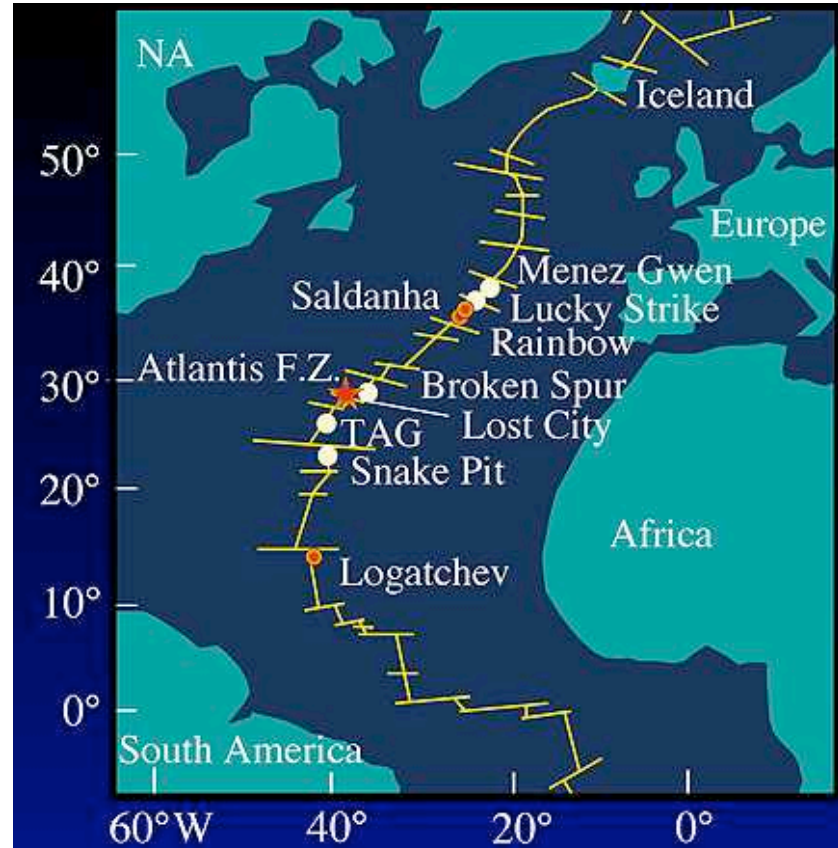 NA
Iceland
50°
Europe
40°
Menez Gwen
Saldanha
Lucky Strike
Rainbow
Atlantis F.Z.
30°
Broken Spur
Lost City
TAG
Snake Pit
20°
Africa
Logatchev
10°
0°
South America
60°W 40° 20° 0°